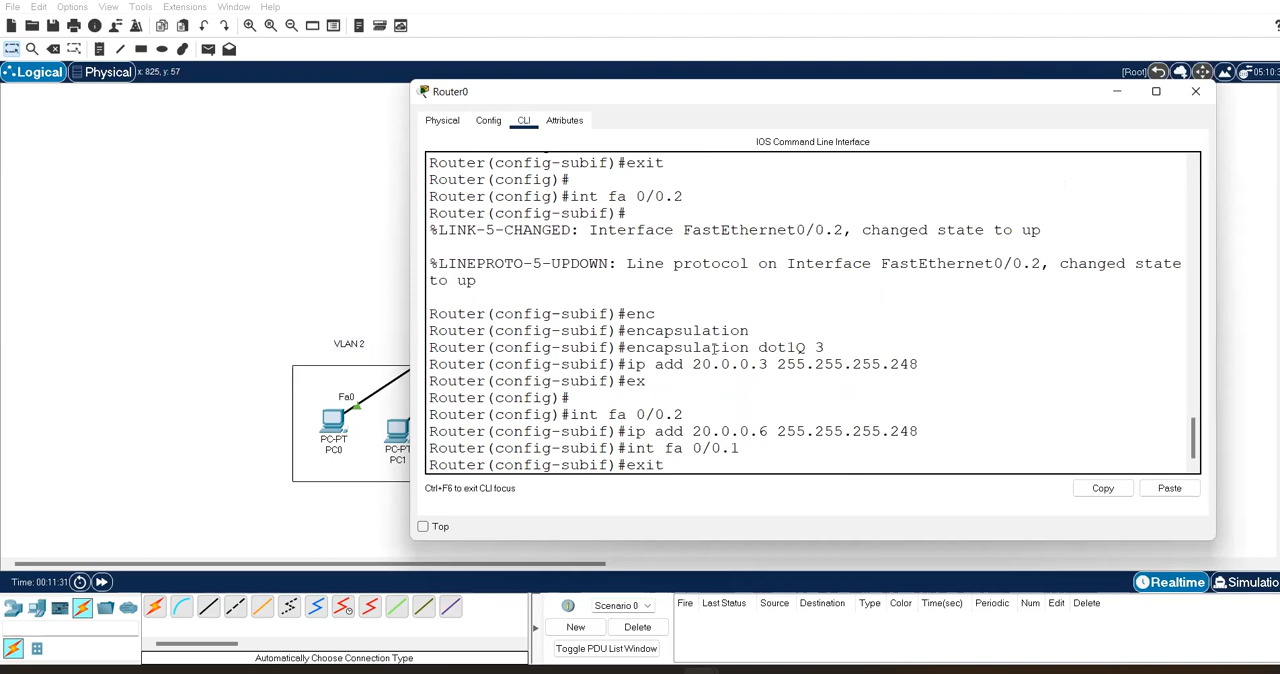 File Edit Options View Tools Extensions Window Help
Logical Physical x: 825, y: 57
[Root] 05:10:3
Router0
Physical Config CLI Attributes
IOS Command Line Interface
Router(config-subif)#exit
Router(config)#
Router(config)#int fa 0/0.2
Router(config-subif)#
%LINK-5-CHANGED: Interface FastEthernet0/0.2, changed state to up
%LINEPROTO-5-UPDOWN: Line protocol on Interface FastEthernet0/0.2, changed state
to up
Router(config-subif)#enc
Router(config-subif)#encapsulation
Router(config-subif)#encapsulation dot1Q 3
Router(config-subif)#ip add 20.0.0.3 255.255.255.248
Router(config-subif)#ex
Router(config)#
Router(config)#int fa 0/0.2
Router(config-subif)#ip add 20.0.0.6 255.255.255.248
Router(config-subif)#int fa 0/0.1
Router(config-subif)#exit
Ctrl+F6 to exit CLI focus
Copy Paste
Top
VLAN 2
Fa0
PC-PT
PC0
PC-PT
PC1
Time: 00:11:31
Realtime Simulatio
Scenario 0
New Delete
Toggle PDU List Window
Fire Last Status Source Destination Type Color Time(sec) Periodic Num Edit Delete
Automatically Choose Connection Type